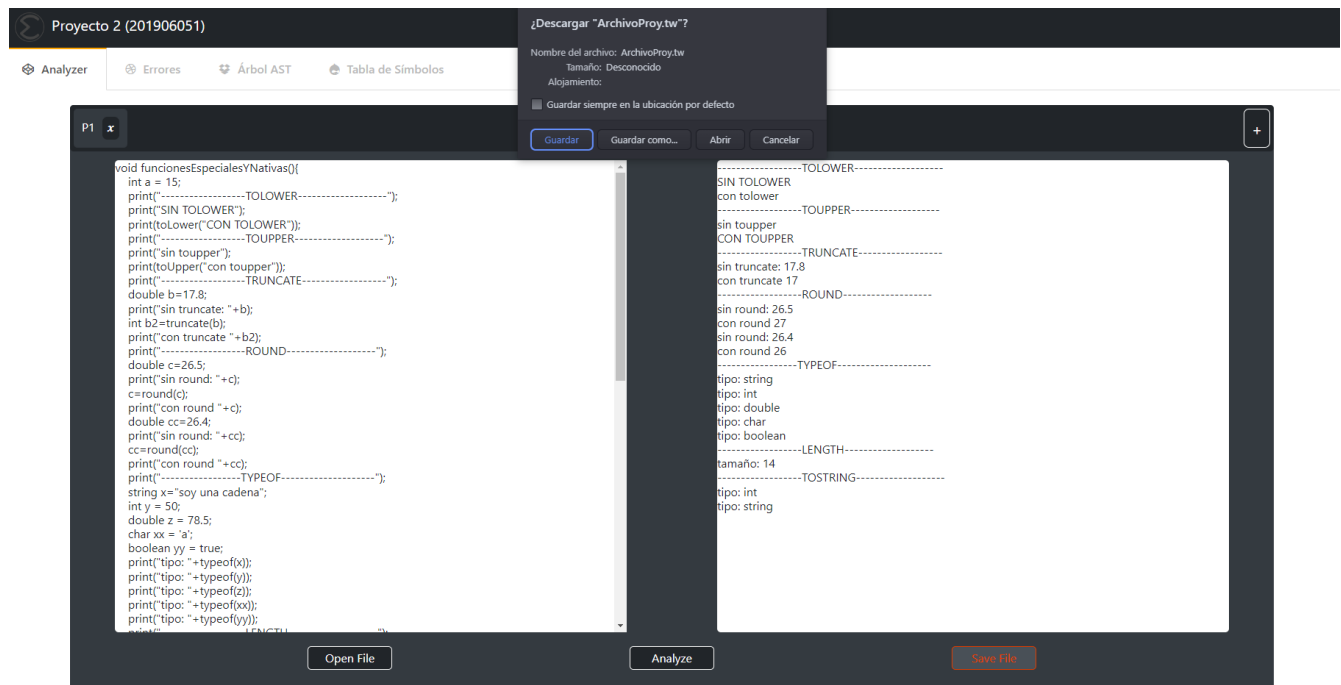 Proyecto 2 (201906051)
¿Descargar "ArchivoProy.tw"?
Nombre del archivo: ArchivoProy.tw
Tamaño: Desconocido
Alojamiento:
Guardar siempre en la ubicación por defecto
Guardar Guardar como... Abrir Cancelar
Analyzer Errores Árbol AST Tabla de Símbolos
P1 x +
void funcionesEspecialesYNativas(){
int a = 15;
print("------------------TOLOWER-------------------");
print("SIN TOLOWER");
print(toLower("CON TOLOWER"));
print("------------------TOUPPER-------------------");
print("sin toupper");
print(toUpper("con toupper"));
print("------------------TRUNCATE------------------");
double b=17.8;
print("sin truncate: "+b);
int b2=truncate(b);
print("con truncate "+b2);
print("------------------ROUND-------------------");
double c=26.5;
print("sin round: "+c);
c=round(c);
print("con round "+c);
double cc=26.4;
print("sin round: "+cc);
cc=round(cc);
print("con round "+cc);
print("-----------------TYPEOF--------------------");
string x="soy una cadena";
int y = 50;
double z = 78.5;
char xx = 'a';
boolean yy = true;
print("tipo: "+typeof(x));
print("tipo: "+typeof(y));
print("tipo: "+typeof(z));
print("tipo: "+typeof(xx));
print("tipo: "+typeof(yy));
print("------------------LENGTH-------------------");
------------------TOLOWER-------------------
SIN TOLOWER
con tolower
------------------TOUPPER-------------------
sin toupper
CON TOUPPER
------------------TRUNCATE------------------
sin truncate: 17.8
con truncate 17
------------------ROUND-------------------
sin round: 26.5
con round 27
sin round: 26.4
con round 26
-----------------TYPEOF--------------------
tipo: string
tipo: int
tipo: double
tipo: char
tipo: boolean
------------------LENGTH-------------------
tamaño: 14
------------------TOSTRING-------------------
tipo: int
tipo: string
Open File Analyze Save File